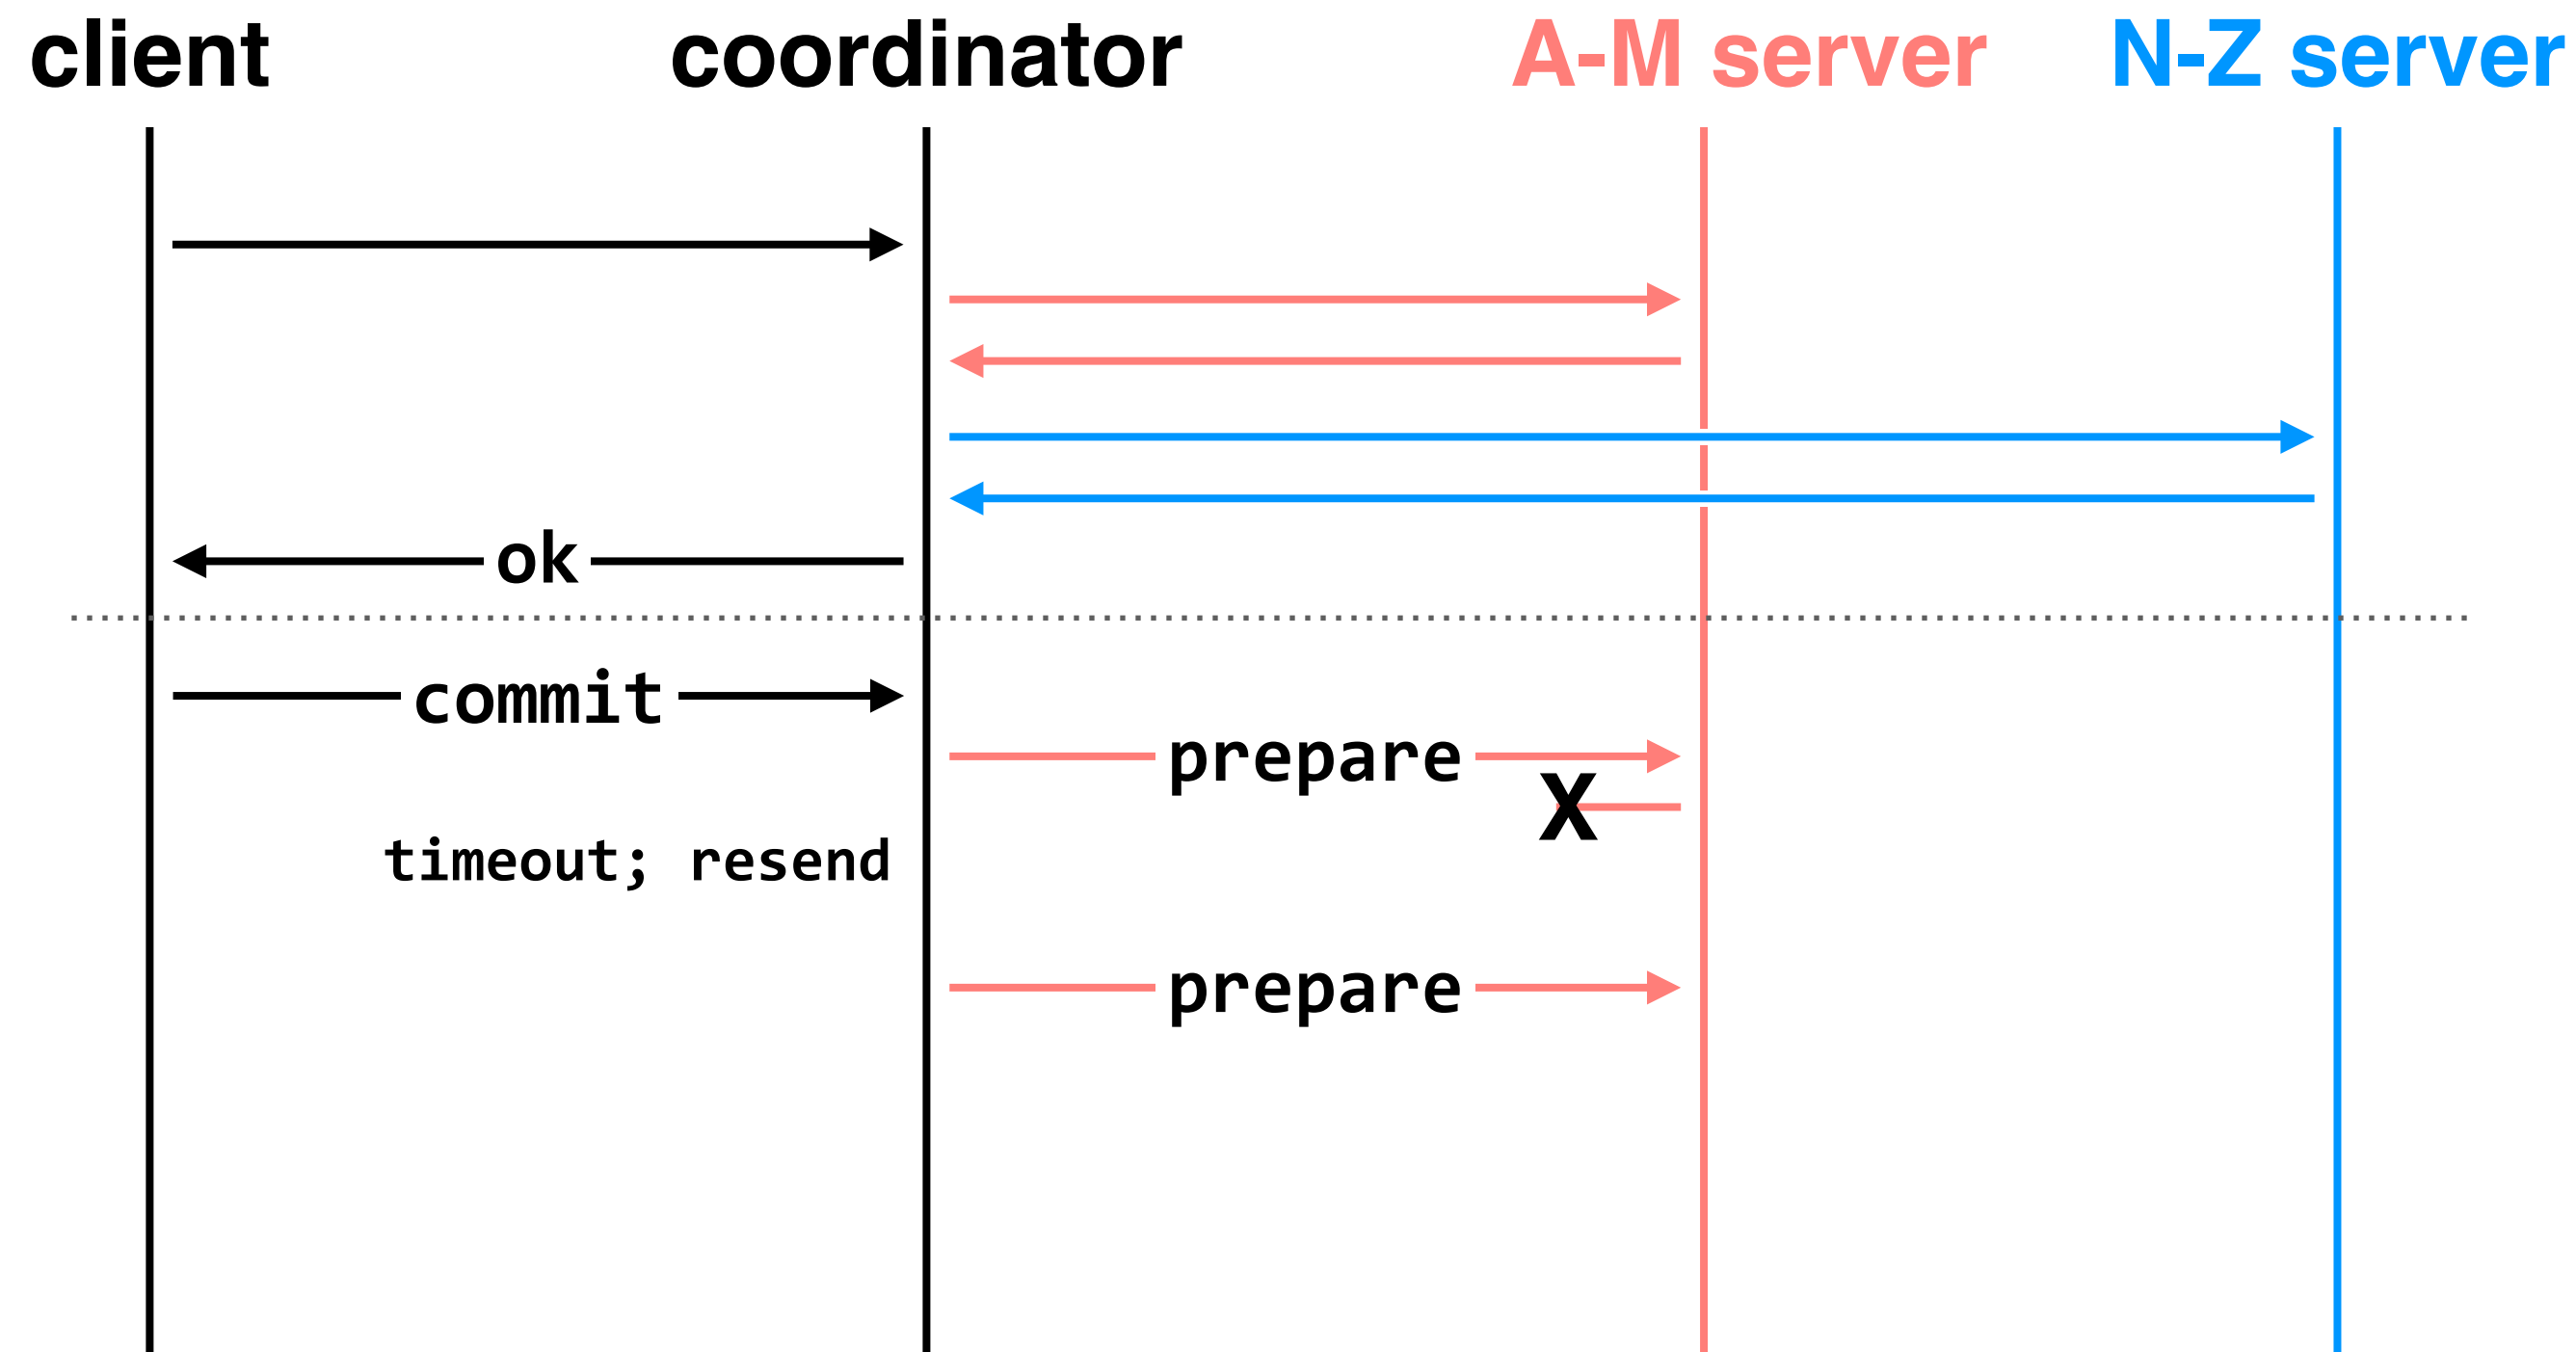 client coordinator A-M server N-Z server
ok
commit
prepare
X
timeout; resend
prepare